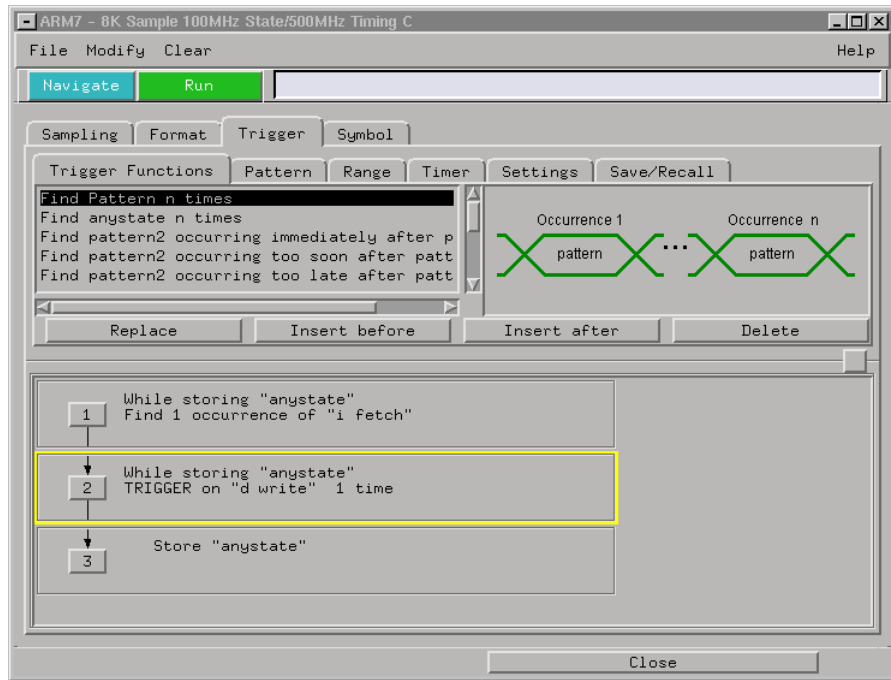 ARM7 - 8K Sample 100MHz State/500MHz Timing C
File Modify Clear Help
Navigate Run
Sampling Format Trigger Symbol
Trigger Functions Pattern Range Timer Settings Save/Recall
Find Pattern n times
Find anystate n times
Find pattern2 occurring immediately after p
Find pattern2 occurring too soon after patt
Find pattern2 occurring too late after patt
Occurrence 1 Occurrence n
pattern ... pattern
Replace Insert before Insert after Delete
While storing "anystate"
1 Find 1 occurrence of "i fetch"
While storing "anystate"
2 TRIGGER on "d write" 1 time
Store "anystate"
3
Close